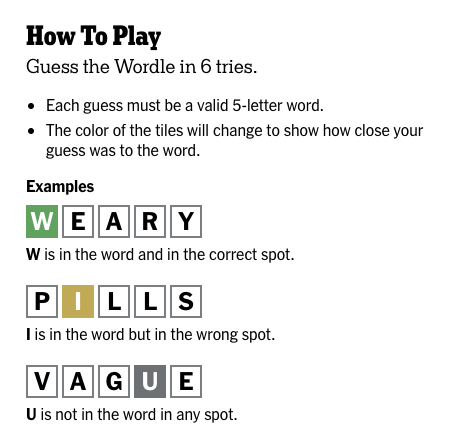 How To Play
Guess the Wordle in 6 tries.
• Each guess must be a valid 5-letter word.
• The color of the tiles will change to show how close your
guess was to the word.
Examples
W E A R Y
W is in the word and in the correct spot.
P I L L S
I is in the word but in the wrong spot.
V A G U E
U is not in the word in any spot.